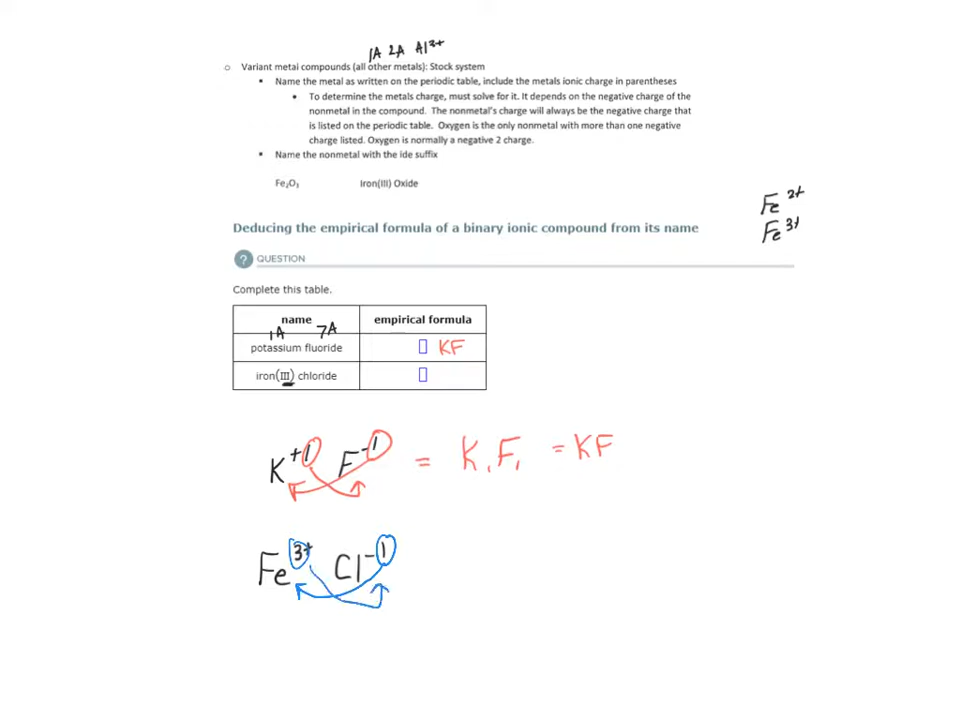 1A 2A Al3+
Variant metal compounds (all other metals): Stock system
Name the metal as written on the periodic table, include the metals ionic charge in parentheses
To determine the metals charge, must solve for it. It depends on the negative charge of the
nonmetal in the compound. The nonmetal's charge will always be the negative charge that
is listed on the periodic table. Oxygen is the only nonmetal with more than one negative
charge listed. Oxygen is normally a negative 2 charge.
Name the nonmetal with the ide suffix
Fe2O3 Iron(III) Oxide
Fe 2+
Fe 3+
Deducing the empirical formula of a binary ionic compound from its name
? QUESTION
Complete this table.
name empirical formula
1A 7A
potassium fluoride KF
iron(III) chloride
K+1 F-1 = K1F1 = KF
Fe3+ Cl-1